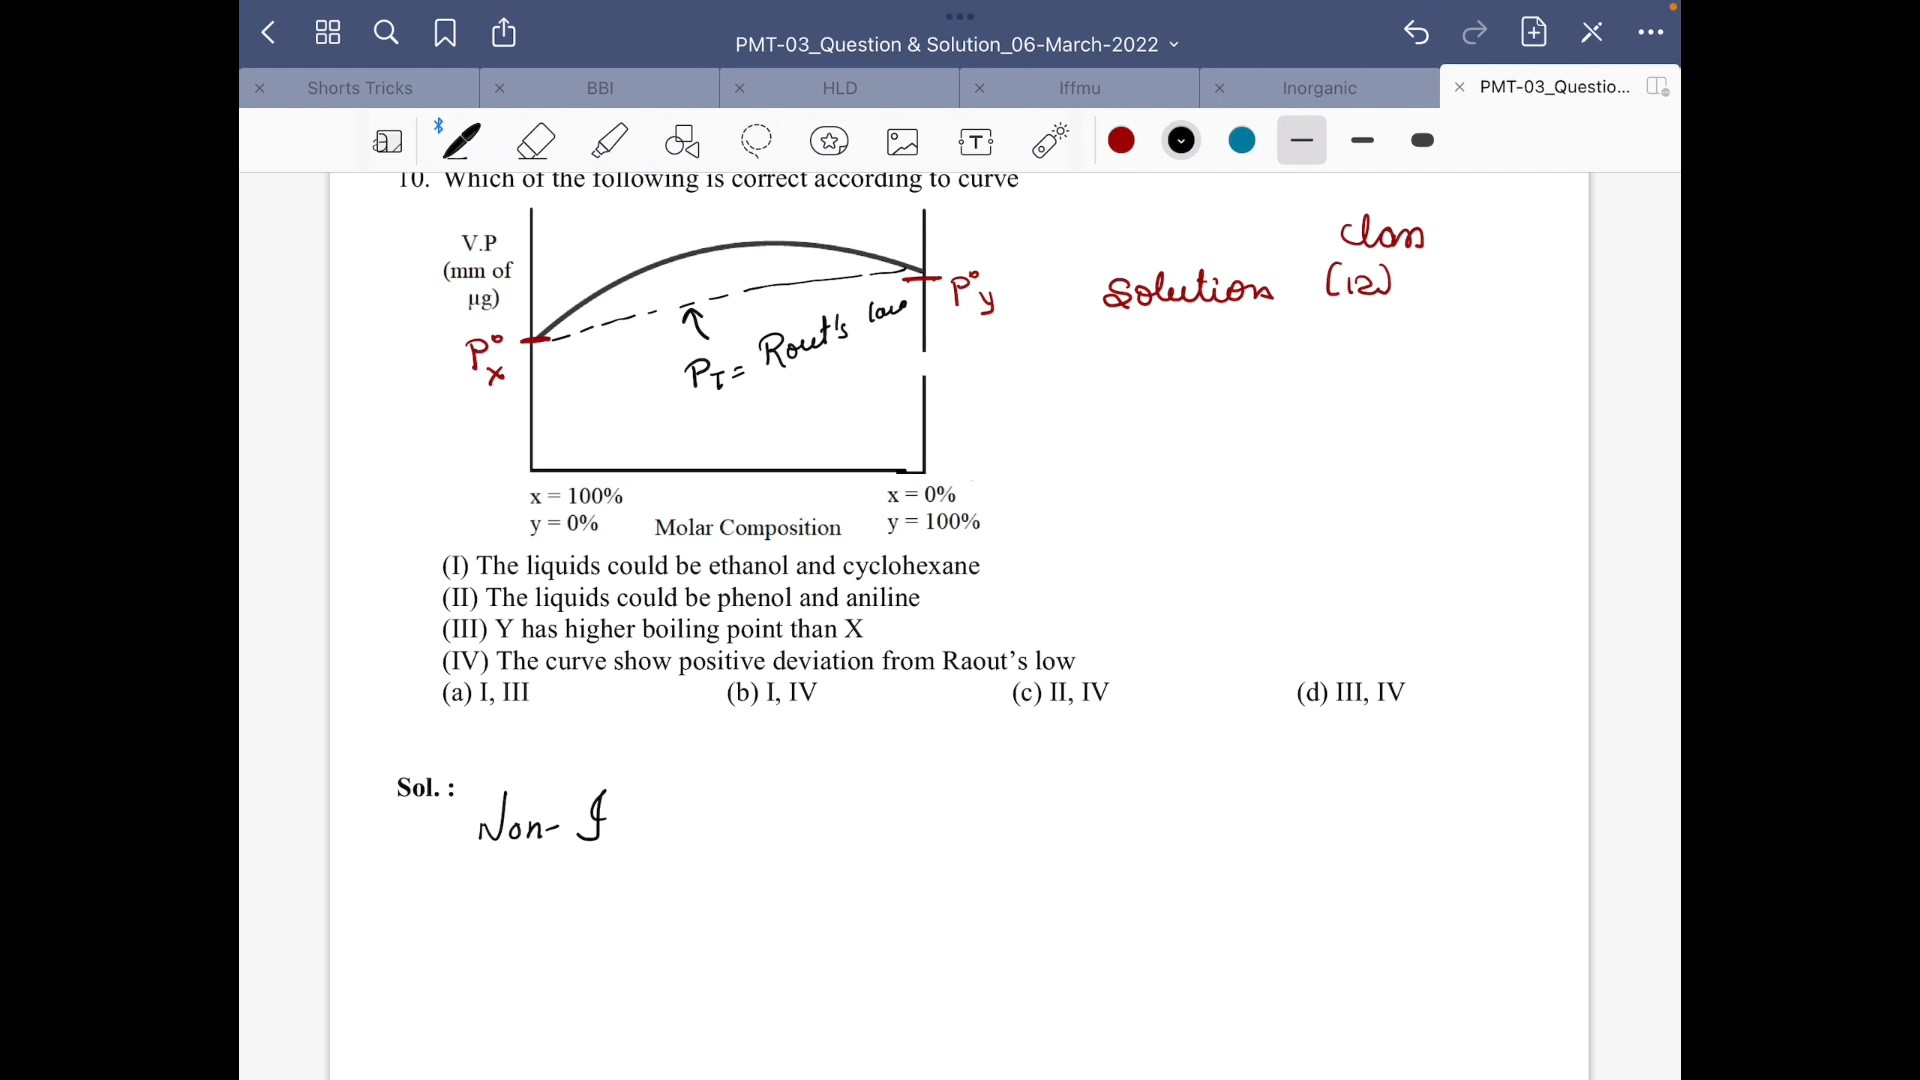 PMT-03_Question & Solution_06-March-2022
Shorts Tricks
BBI
HLD
Iffmu
Inorganic
PMT-03_Questio...
T
10. Which of the following is correct according to curve
V.P
(mm of
µg)
P°x
P°y
PT = Rout's law
Solution
Class
(12)
x = 100%
y = 0%
Molar Composition
x = 0%
y = 100%
(I) The liquids could be ethanol and cyclohexane
(II) The liquids could be phenol and aniline
(III) Y has higher boiling point than X
(IV) The curve show positive deviation from Raout’s low
(a) I, III
(b) I, IV
(c) II, IV
(d) III, IV
Sol. :
Non- I